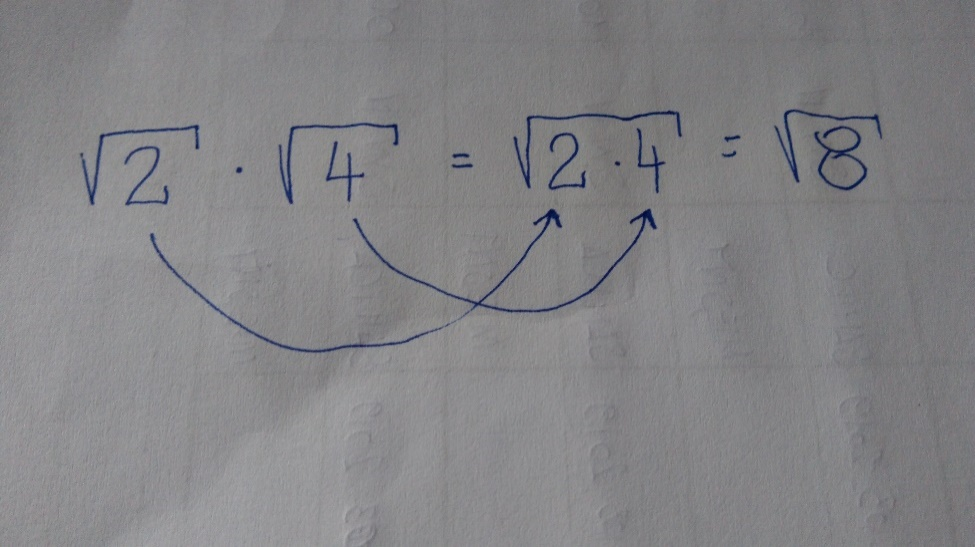 √2 · √4 = √2·4 = √8